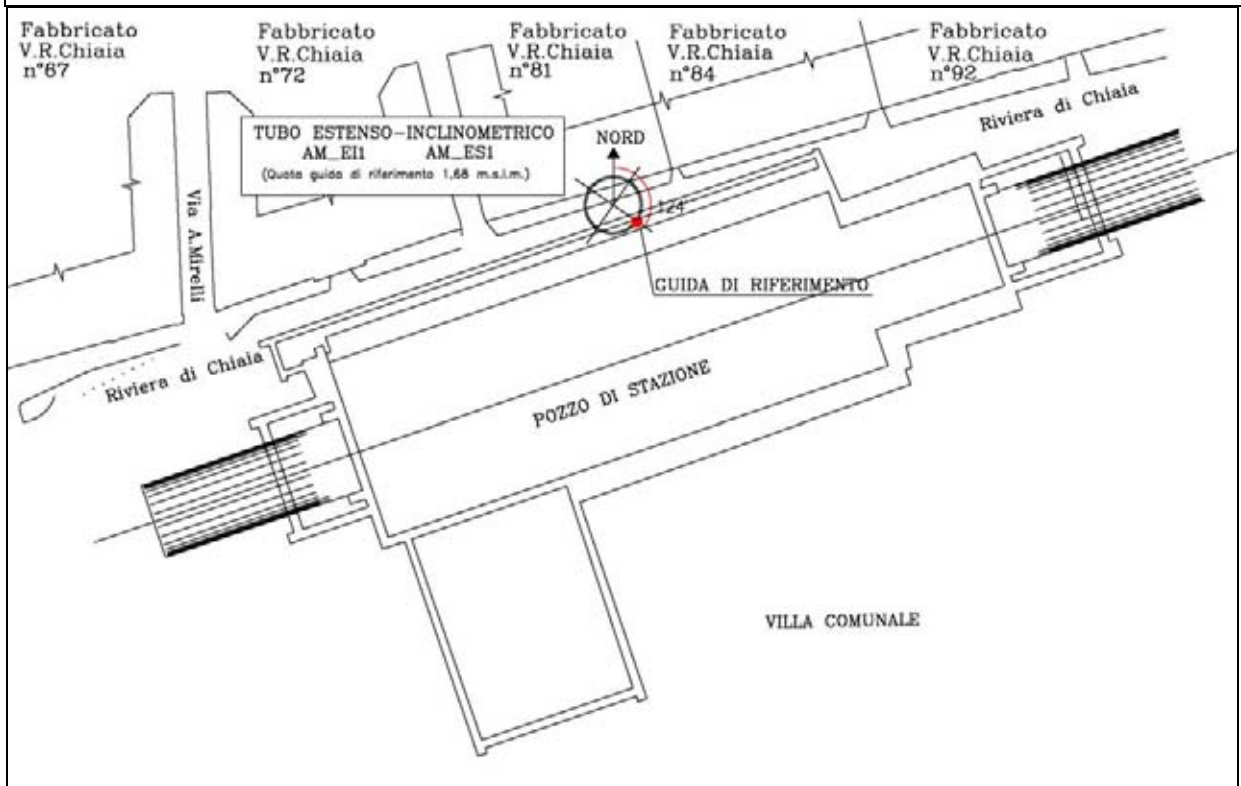 Fabbricato
V.R.Chiaia
n°67
Fabbricato
V.R.Chiaia
n°72
Fabbricato
V.R.Chiaia
n°81
Fabbricato
V.R.Chiaia
n°84
Fabbricato
V.R.Chiaia
n°92
TUBO ESTENSO-INCLINOMETRICO
AM_EI1 AM_ES1
(Quota guida di riferimento 1,68 m.s.l.m.)
NORD
124
Riviera di Chiaia
Via A.Mirelli
GUIDA DI RIFERIMENTO
Riviera di Chiaia
POZZO DI STAZIONE
VILLA COMUNALE